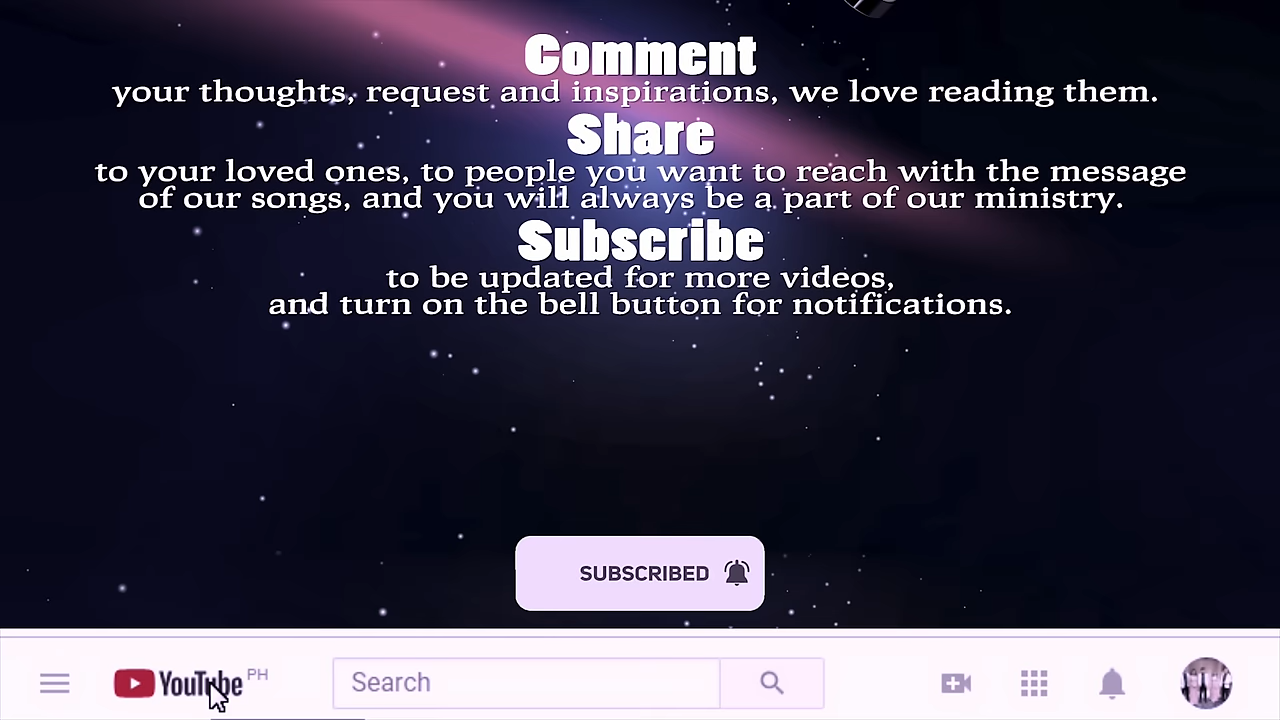 Comment
your thoughts, request and inspirations, we love reading them.
Share
to your loved ones, to people you want to reach with the message
of our songs, and you will always be a part of our ministry.
Subscribe
to be updated for more videos,
and turn on the bell button for notifications.
SUBSCRIBED
YouTube PH
Search